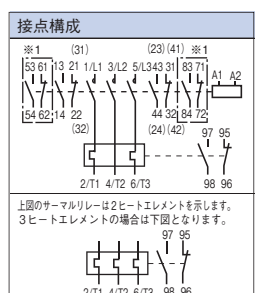 接点構成
※1 (31) (23)(41) ※1
53 61 13 21 1/L1 3/L2 5/L3 43 31 83 71 A1 A2
54 62 14 22 44 32 84 72
(32) (24)(42)
97 95
2/T1 4/T2 6/T3 98 96
上図のサーマルリレーは2ヒートエレメントを示します。
3ヒートエレメントの場合は下図となります。
97 95
2/T1 4/T2 6/T3 98 96